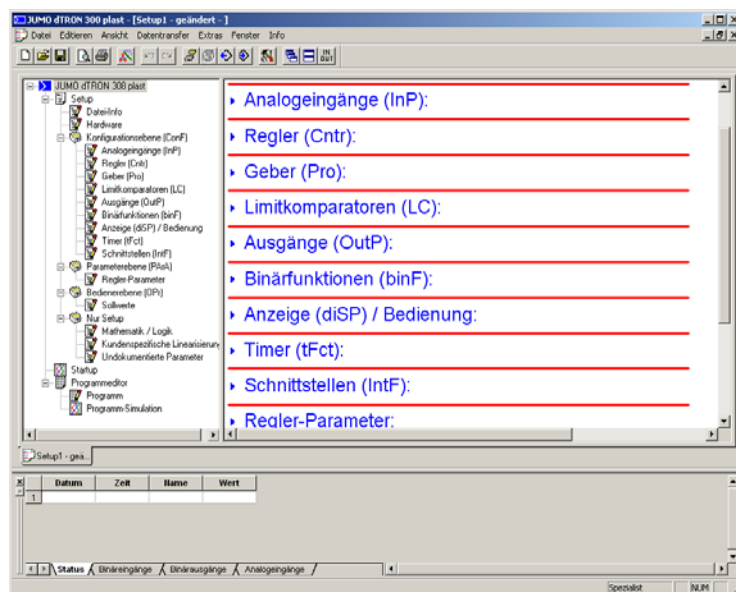 JUMO dTRON 300 plast - [Setup1 - geändert - ]
Datei Editieren Ansicht Datentransfer Extras Fenster Info
IN OUT
JUMO dTRON 308 plast
Setup
Datei-Info
Hardware
Konfigurationsebene (ConF)
Analogeingänge (InP)
Regler (Cntr)
Geber (Pro)
Limitkomparatoren (LC)
Ausgänge (OutP)
Binärfunktionen (binF)
Anzeige (diSP) / Bedienung
Timer (tFct)
Schnittstellen (IntF)
Parameterebene (PArA)
Regler-Parameter
Bedienerebene (OPr)
Sollwerte
Nur Setup
Mathematik / Logik
Kundenspezifische Linearisierun
Undokumentierte Parameter
Startup
Programmeditor
Programm
Programm-Simulation
Analogeingänge (InP):
Regler (Cntr):
Geber (Pro):
Limitkomparatoren (LC):
Ausgänge (OutP):
Binärfunktionen (binF):
Anzeige (diSP) / Bedienung:
Timer (tFct):
Schnittstellen (IntF):
Regler-Parameter:
Setup1 - geä...
Datum Zeit Name Wert
1
Status Binäreingänge Binärausgänge Analogeingänge
Spezialist NUM